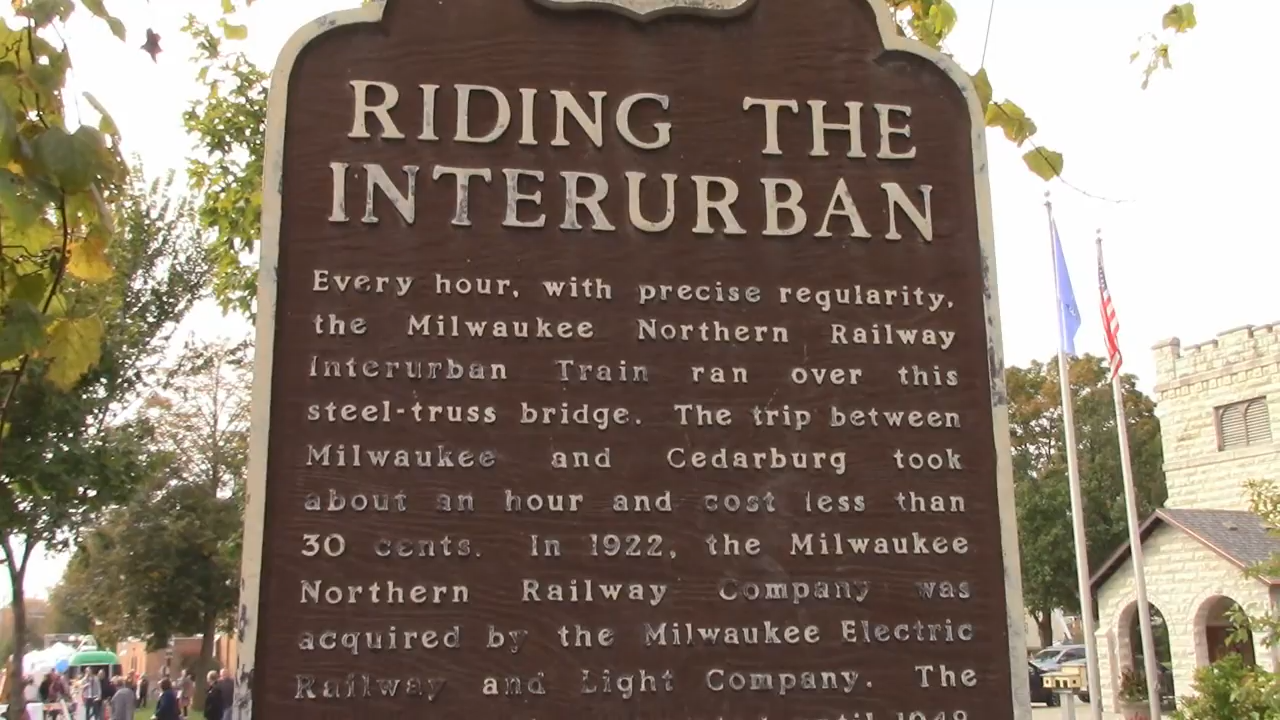 RIDING THE
INTERURBAN
Every hour, with precise regularity,
the Milwaukee Northern Railway
Interurban Train ran over this
steel-truss bridge. The trip between
Milwaukee and Cedarburg took
about an hour and cost less than
30 cents. In 1922, the Milwaukee
Northern Railway Company was
acquired by the Milwaukee Electric
Railway and Light Company. The
until 1948